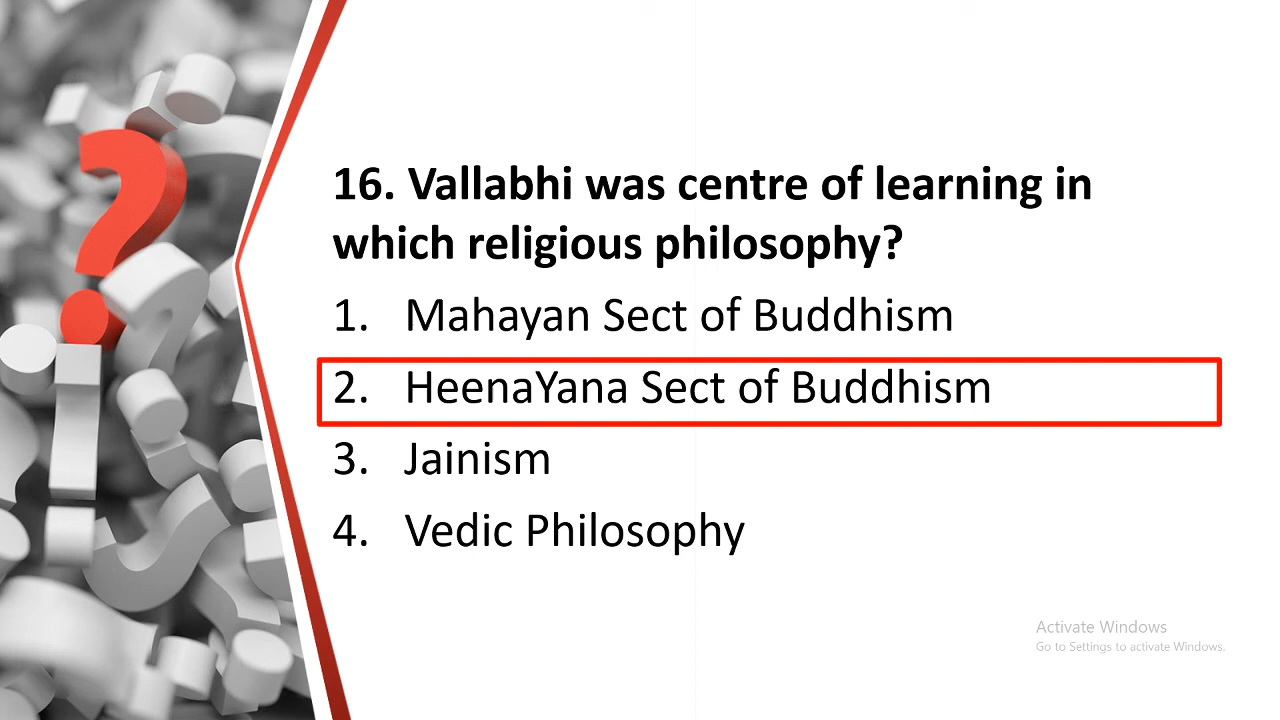 16. Vallabhi was centre of learning in
which religious philosophy?
1. Mahayan Sect of Buddhism
2. HeenaYana Sect of Buddhism
3. Jainism
4. Vedic Philosophy
Activate Windows
Go to Settings to activate Windows.